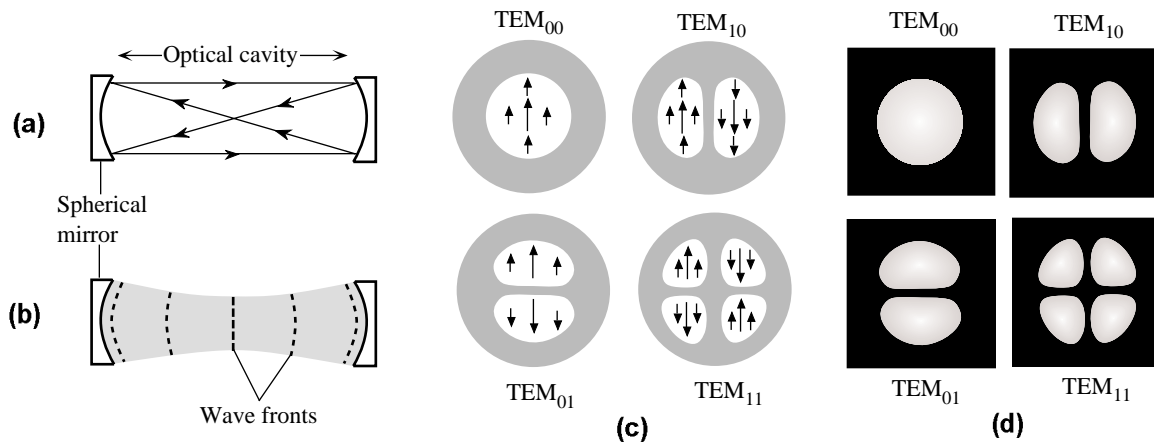 Optical cavity
(a)
Spherical
mirror
(b)
Wave fronts
TEM00
TEM10
TEM01
TEM11
(c)
TEM00
TEM10
TEM01
TEM11
(d)